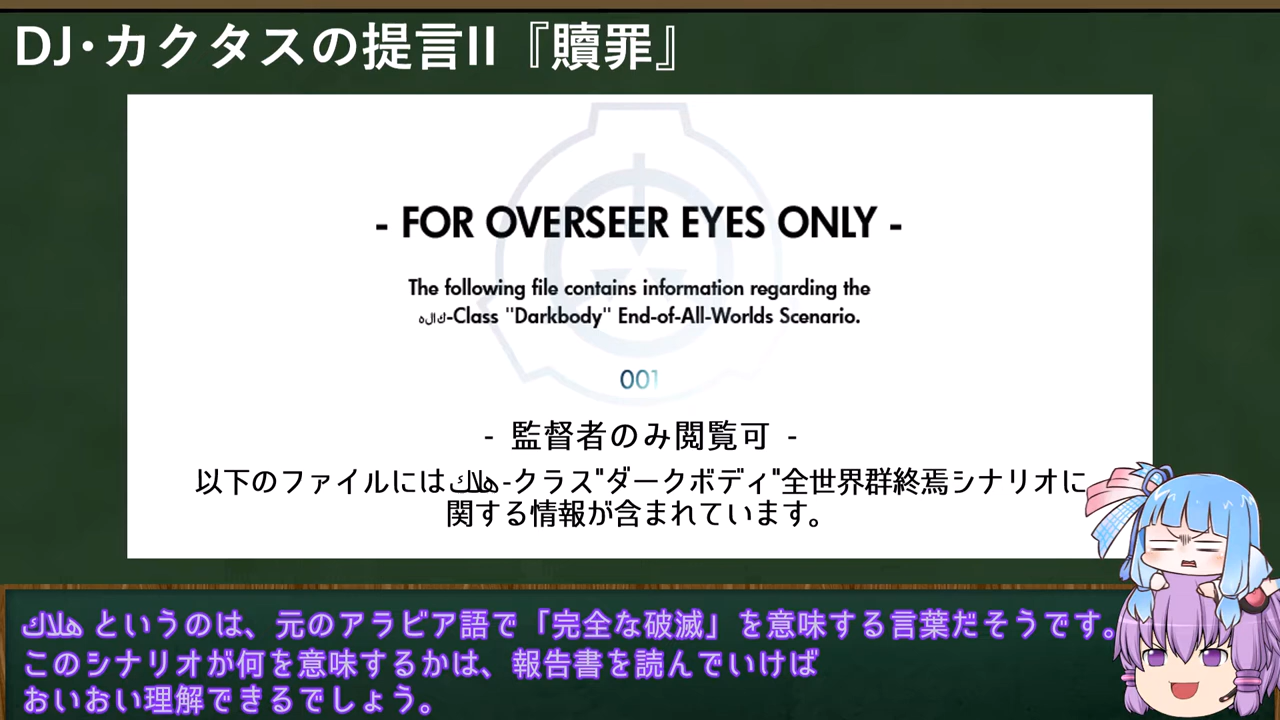 DJ・カクタスの提言II『贖罪』
- FOR OVERSEER EYES ONLY -
The following file contains information regarding the
هلاك-Class "Darkbody" End-of-All-Worlds Scenario.
001
- 監督者のみ閲覧可 -
以下のファイルにはهلاك-クラス"ダークボディ"全世界群終焉シナリオに
関する情報が含まれています。
هلاك というのは、元のアラビア語で「完全な破滅」を意味する言葉だそうです。
このシナリオが何を意味するかは、報告書を読んでいけば
おいおい理解できるでしょう。